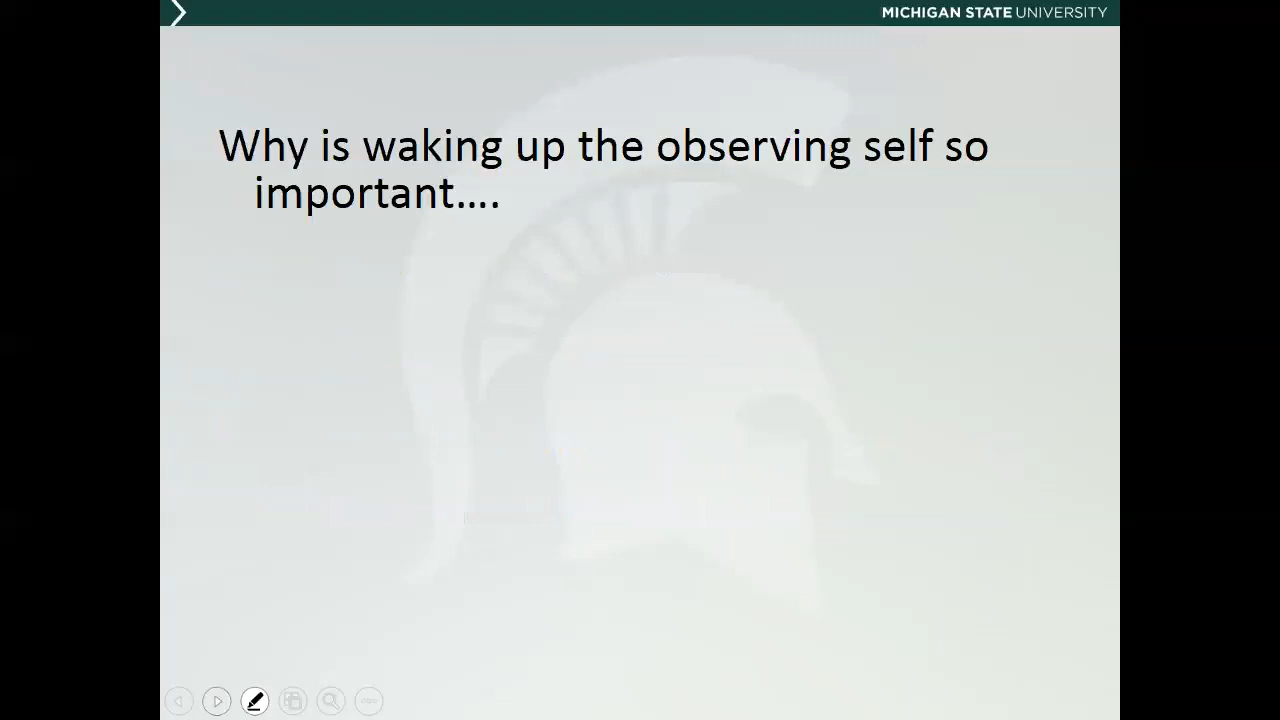 MICHIGAN STATE UNIVERSITY
Why is waking up the observing self so
important....